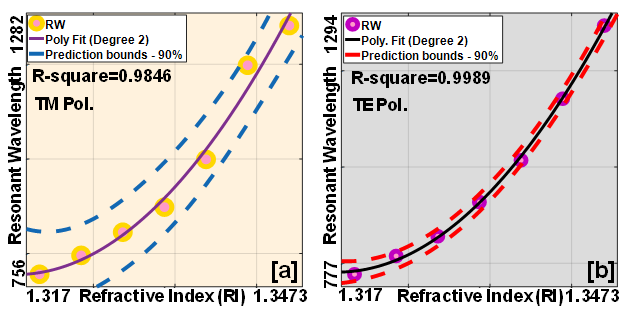 1282
Resonant Wavelength
756
RW
Poly Fit (Degree 2)
Prediction bounds - 90%
R-square=0.9846
TM Pol.
[a]
1.317 Refractive Index (RI) 1.3473
1294
Resonant Wavelength
777
RW
Poly. Fit (Degree 2)
Prediction bounds - 90%
R-square=0.9989
TE Pol.
[b]
1.317 Refractive Index (RI) 1.3473